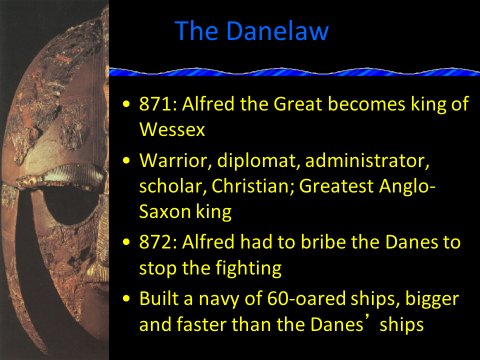 The Danelaw
• 871: Alfred the Great becomes king of
Wessex
• Warrior, diplomat, administrator,
scholar, Christian; Greatest Anglo-
Saxon king
• 872: Alfred had to bribe the Danes to
stop the fighting
• Built a navy of 60-oared ships, bigger
and faster than the Danes’ ships